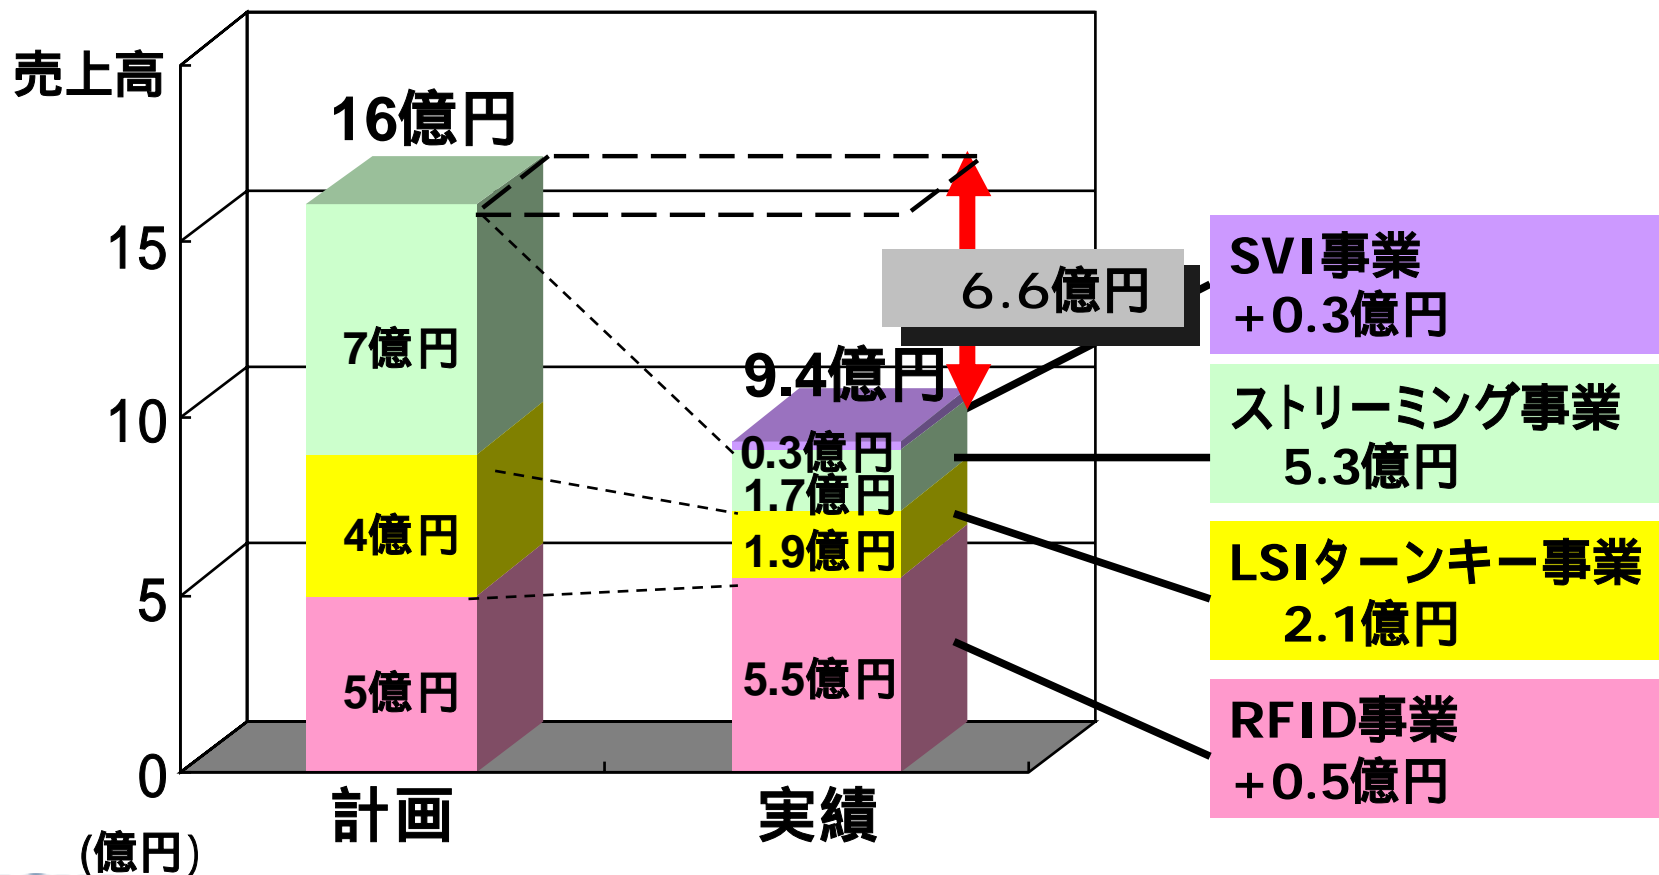 売上高
16億円
15
10
5
0
(億円)
7億円
4億円
5億円
計画
9.4億円
0.3億円
1.7億円
1.9億円
5.5億円
実績
6.6億円
SVI事業
+0.3億円
ストリーミング事業
5.3億円
LSIターンキー事業
2.1億円
RFID事業
+0.5億円